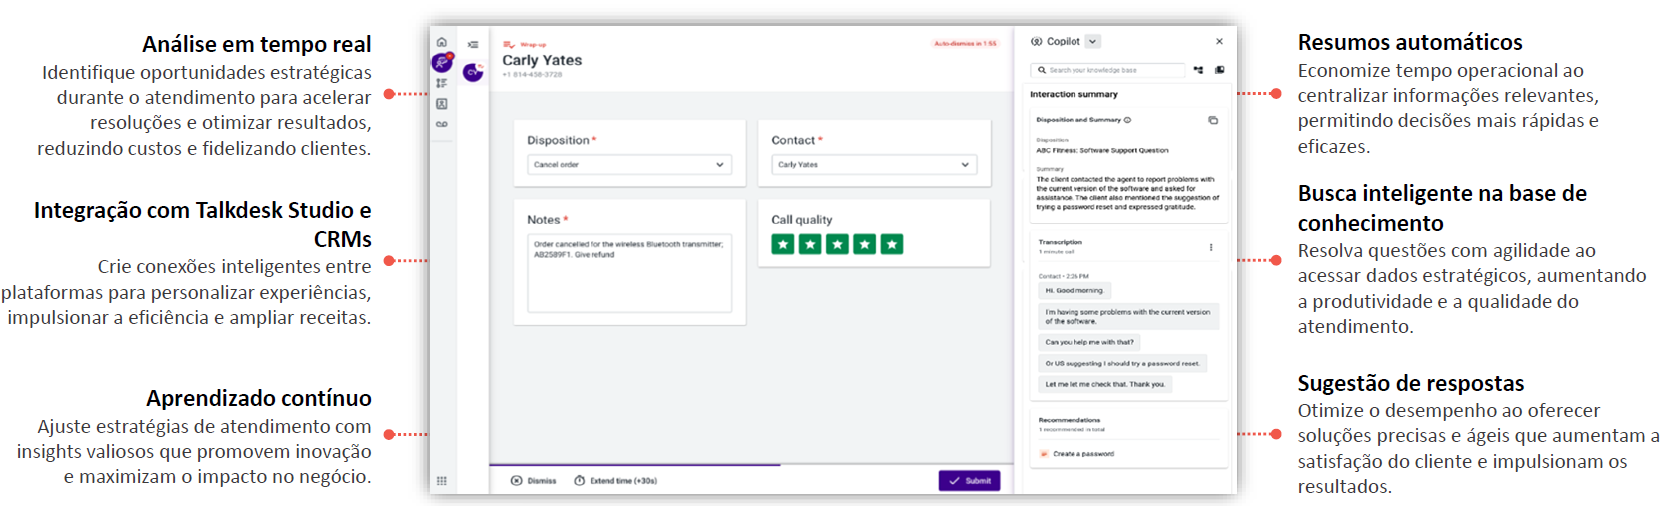 Análise em tempo real
Identifique oportunidades estratégicas
durante o atendimento para acelerar
resoluções e otimizar resultados,
reduzindo custos e fidelizando clientes.
Integração com Talkdesk Studio e
CRMs
Crie conexões inteligentes entre
plataformas para personalizar experiências,
impulsionar a eficiência e ampliar receitas.
Aprendizado contínuo
Ajuste estratégias de atendimento com
insights valiosos que promovem inovação
e maximizam o impacto no negócio.
CY
Wrap-up
Auto-dismiss in 1:55
Carly Yates
+1 814-458-3728
Disposition *
Cancel order
Contact *
Carly Yates
Notes *
Order cancelled for the wireless Bluetooth transmitter;
AB2589F1. Give refund
Call quality
Dismiss
Extend time (+30s)
Submit
Copilot
Search your knowledge base
Interaction summary
Disposition and Summary
Disposition
ABC Fitness: Software Support Question
Summary
The client contacted the agent to report problems with
the current version of the software and asked for
assistance. The client also mentioned the suggestion of
trying a password reset and expressed gratitude.
Transcription
1 minute call
Contact • 2:26 PM
Hi. Good morning.
I'm having some problems with the current version
of the software.
Can you help me with that?
Or US suggesting I should try a password reset.
Let me let me check that. Thank you.
Recommendations
1 recommended in total
Create a password
Resumos automáticos
Economize tempo operacional ao
centralizar informações relevantes,
permitindo decisões mais rápidas e
eficazes.
Busca inteligente na base de
conhecimento
Resolva questões com agilidade ao
acessar dados estratégicos, aumentando
a produtividade e a qualidade do
atendimento.
Sugestão de respostas
Otimize o desempenho ao oferecer
soluções precisas e ágeis que aumentam a
satisfação do cliente e impulsionam os
resultados.